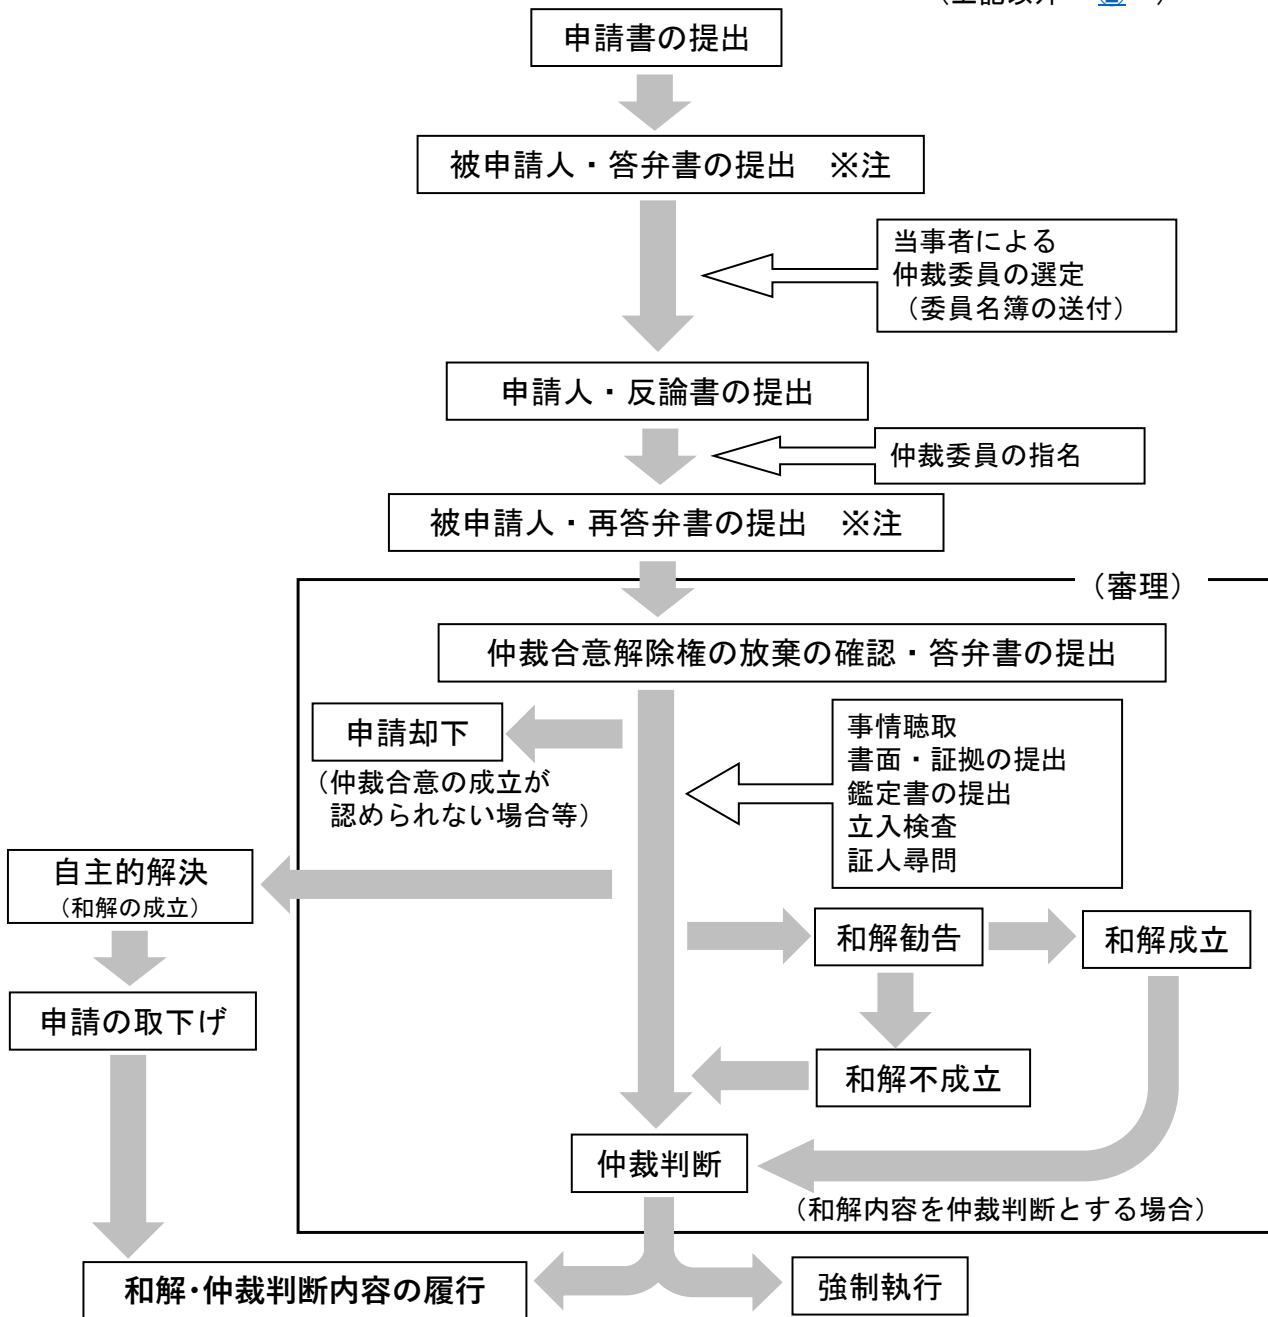 申請書の提出
被申請人・答弁書の提出　※注
当事者による
仲裁委員の選定
（委員名簿の送付）
申請人・反論書の提出
仲裁委員の指名
被申請人・再答弁書の提出　※注
（審理）
仲裁合意解除権の放棄の確認・答弁書の提出
申請却下
（仲裁合意の成立が
認められない場合等）
事情聴取
書面・証拠の提出
鑑定書の提出
立入検査
証人尋問
自主的解決
（和解の成立）
和解勧告
和解成立
申請の取下げ
和解不成立
仲裁判断
（和解内容を仲裁判断とする場合）
和解・仲裁判断内容の履行
強制執行